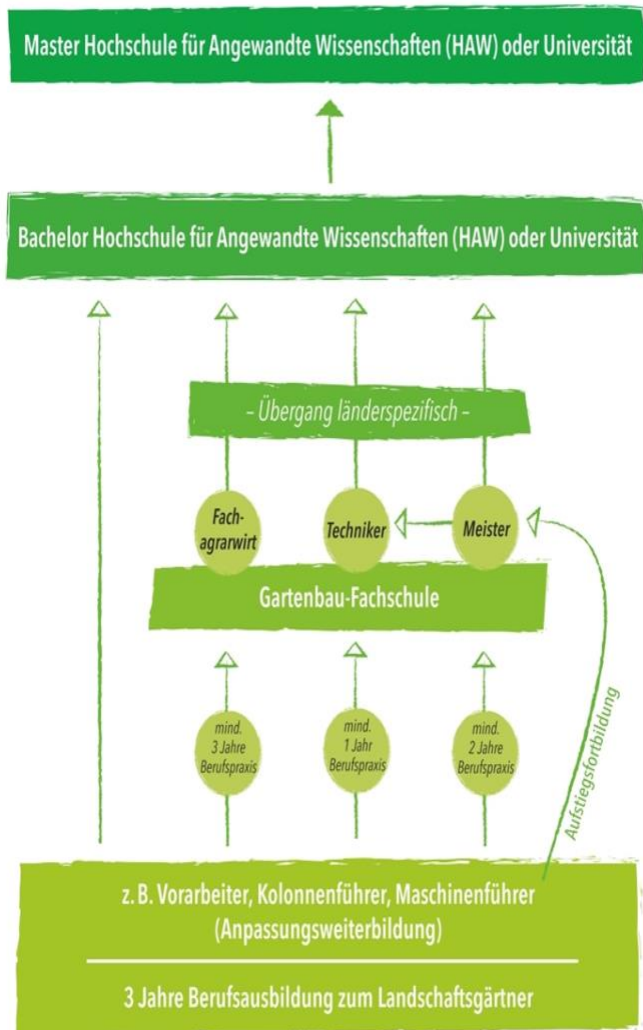 Master Hochschule für Angewandte Wissenschaften (HAW) oder Universität
Bachelor Hochschule für Angewandte Wissenschaften (HAW) oder Universität
– Übergang länderspezifisch –
Fach-
agrarwirt
Techniker
Meister
Gartenbau-Fachschule
mind.
3 Jahre
Berufspraxis
mind.
1 Jahr
Berufspraxis
mind.
2 Jahre
Berufspraxis
Aufstiegsfortbildung
z. B. Vorarbeiter, Kolonnenführer, Maschinenführer
(Anpassungsweiterbildung)
3 Jahre Berufsausbildung zum Landschaftsgärtner